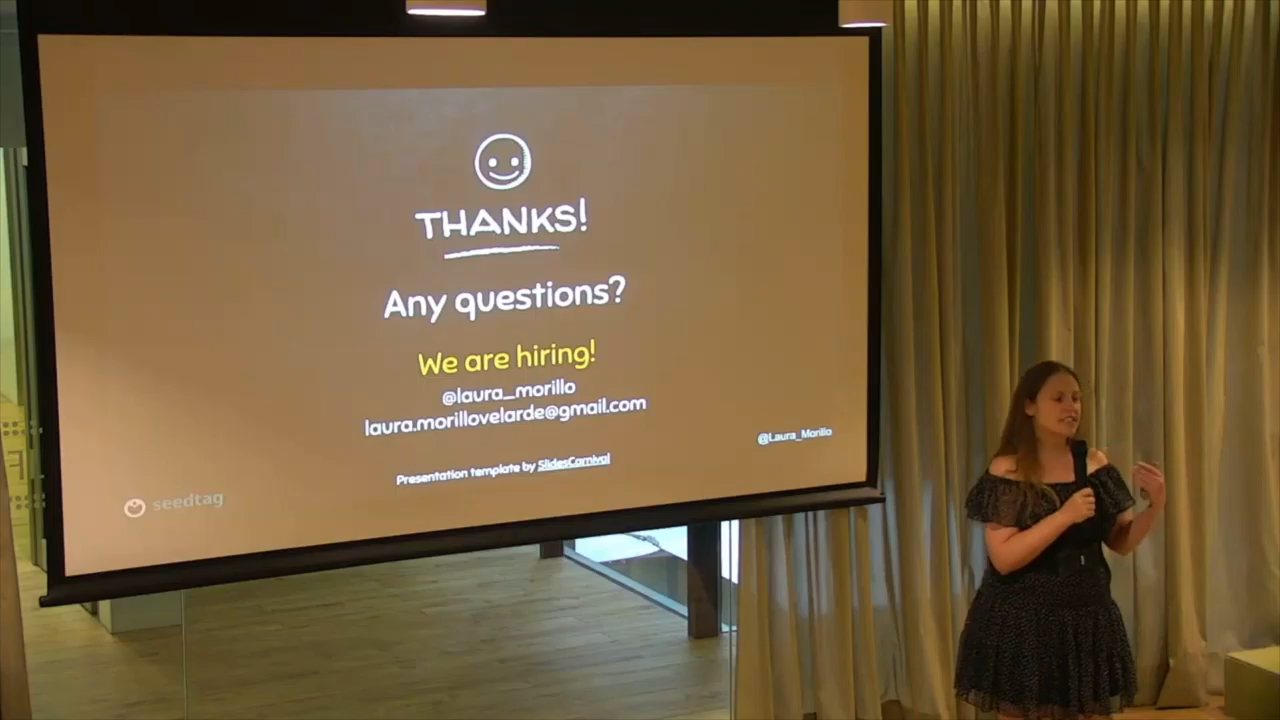 THANKS!
Any questions?
We are hiring!
@laura_morillo
laura.morillovelarde@gmail.com
@Laura_Morillo
Presentation template by SlidesCarnival
seedtag